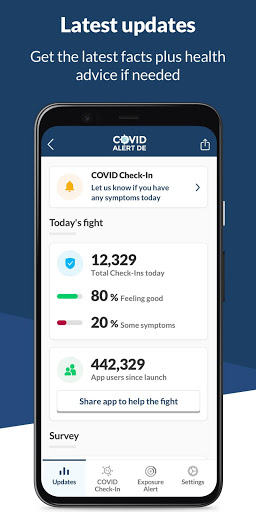 Latest updates
Get the latest facts plus health
advice if needed
COVID
ALERT DE
COVID Check-In
Let us know if you have
any symptoms today
Today's fight
12,329
Total Check-Ins today
80 % Feeling good
20 % Some symptoms
442,329
App users since launch
Share app to help the fight
Survey
Updates
COVID
Check-In
Exposure
Alert
Settings